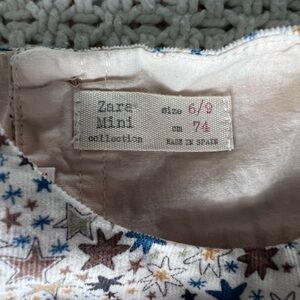 Zara
Mini
collection
size 6/9
cm 74
MADE IN SPAIN